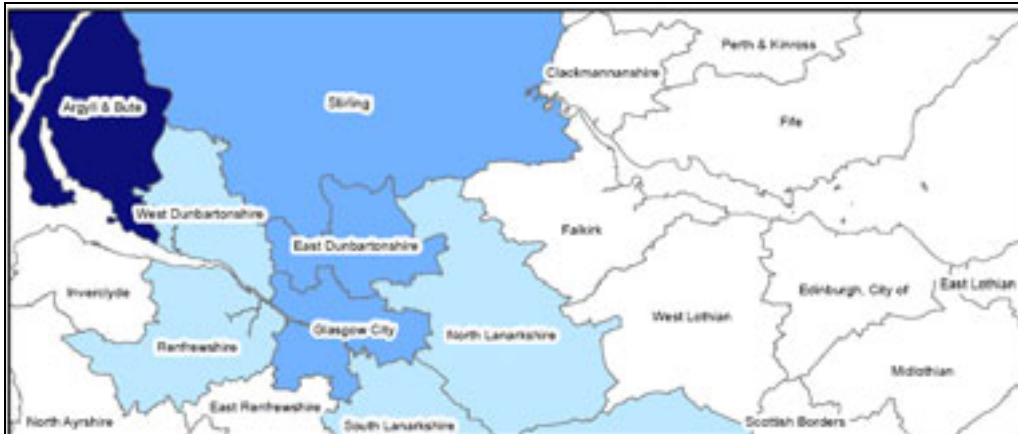 Perth & Kinross
Clackmannanshire
Argyll & Bute
Stirling
Fife
West Dunbartonshire
East Dunbartonshire
Falkirk
Inverclyde
Edinburgh, City of
East Lothian
Renfrewshire
Glasgow City
North Lanarkshire
West Lothian
Midlothian
North Ayrshire
East Renfrewshire
South Lanarkshire
Scottish Borders